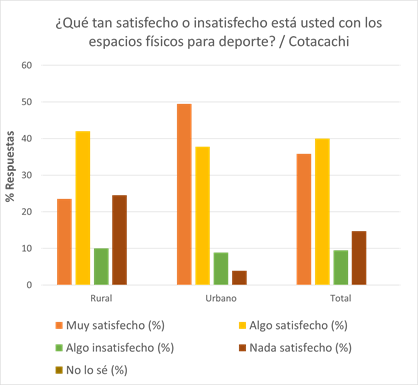 ¿Qué tan satisfecho o insatisfecho está usted con los
espacios físicos para deporte? / Cotacachi
% Respuestas
60
50
40
30
20
10
0
Rural Urbano Total
Muy satisfecho (%) Algo satisfecho (%)
Algo insatisfecho (%) Nada satisfecho (%)
No lo sé (%)